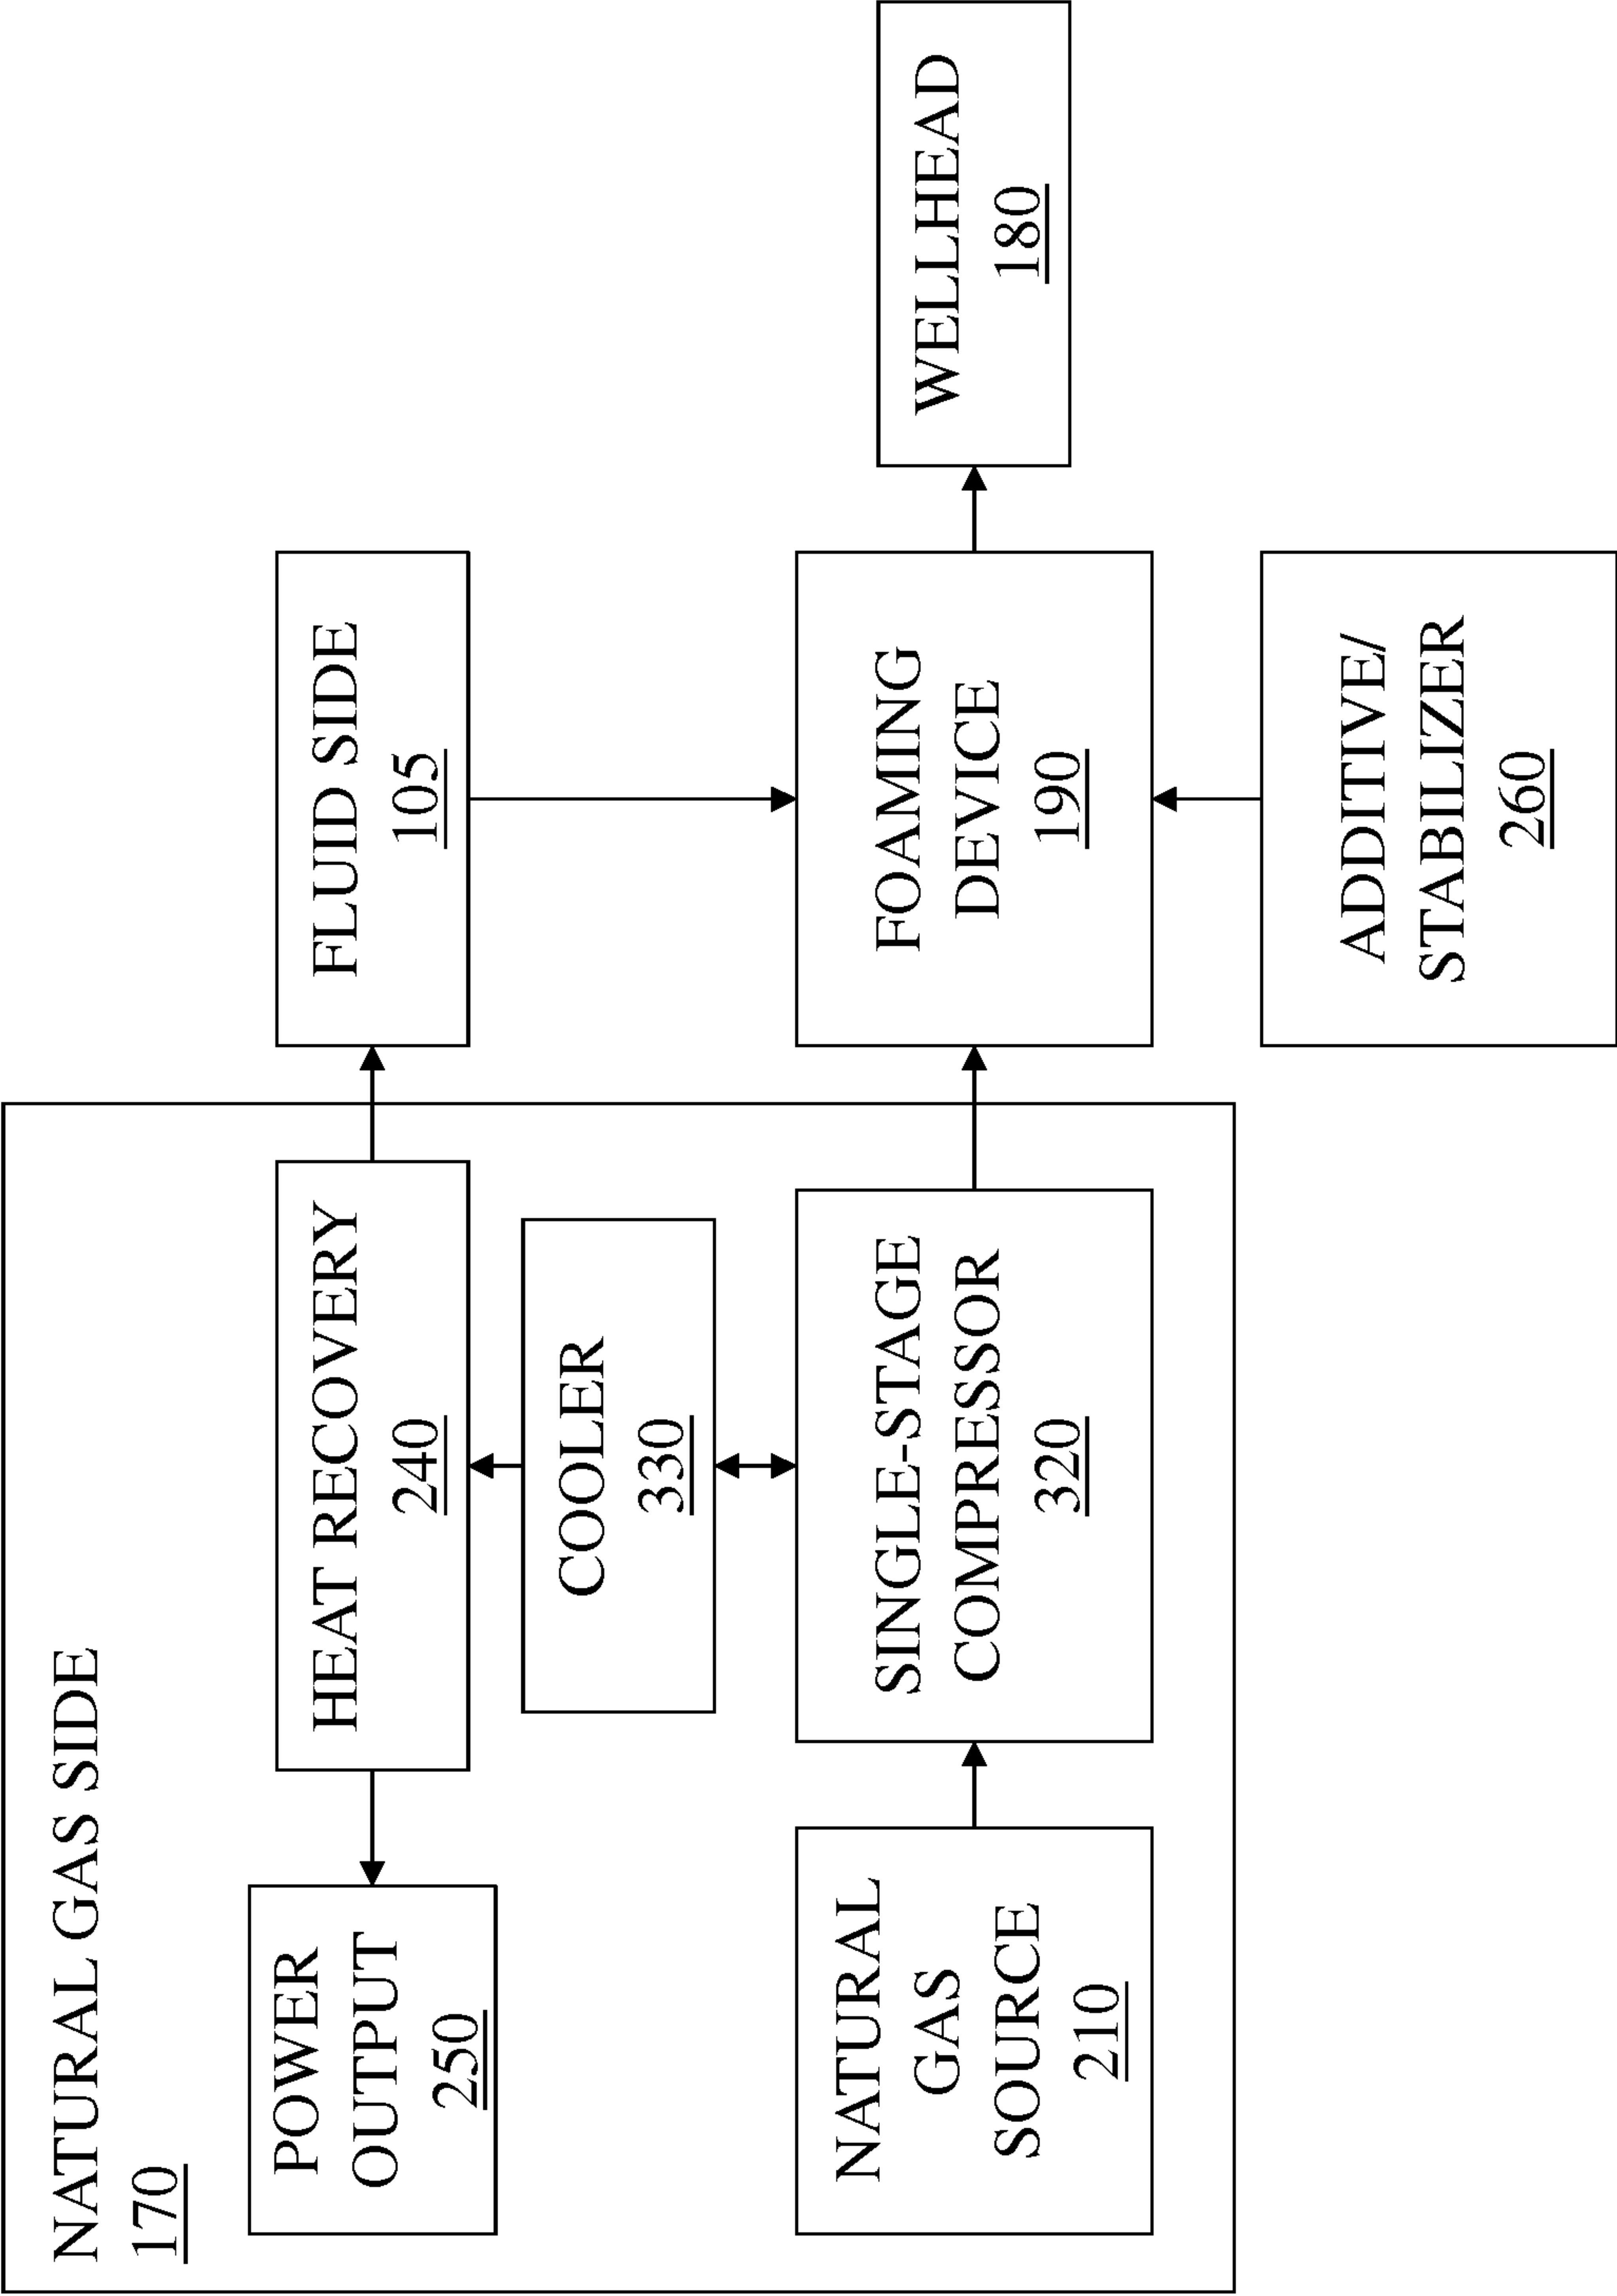 NATURAL GAS SIDE
170
POWER
OUTPUT
250
HEAT RECOVERY
240
FLUID SIDE
105
COOLER
330
NATURAL
GAS
SOURCE
210
SINGLE-STAGE
COMPRESSOR
320
FOAMING
DEVICE
190
WELLHEAD
180
ADDITIVE/
STABILIZER
260